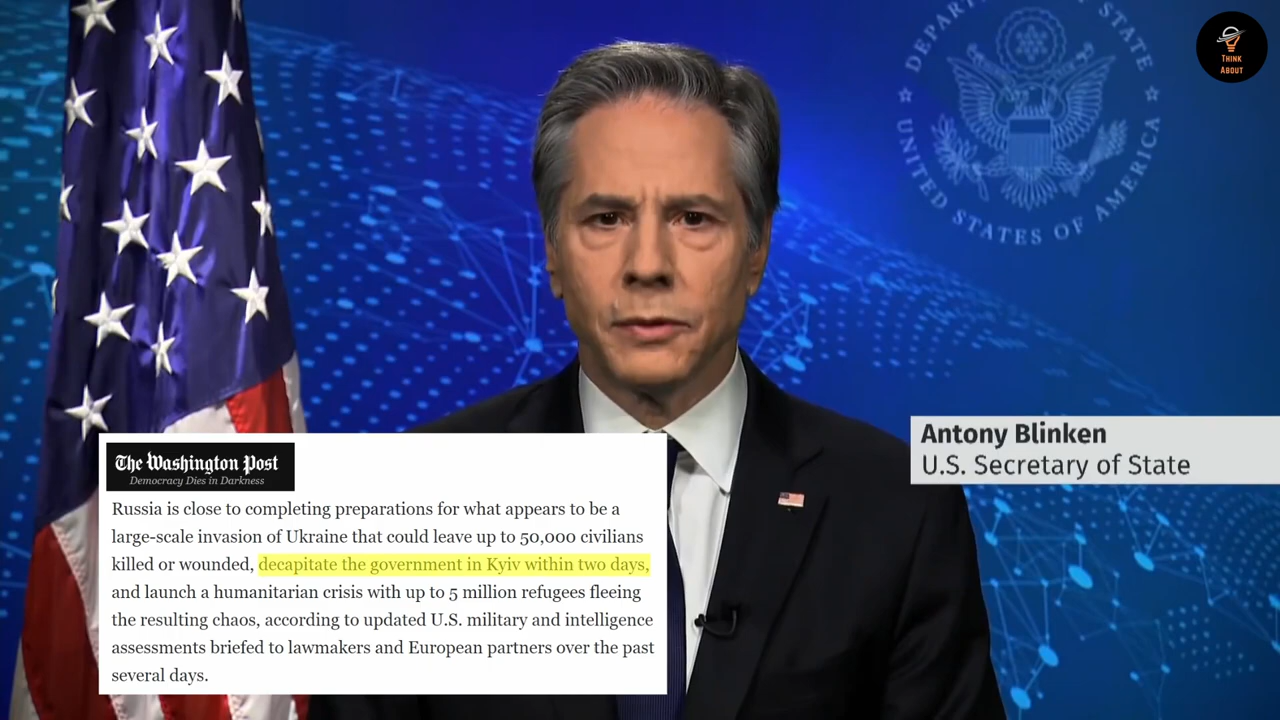 DEPARTMENT OF STATE
UNITED STATES OF AMERICA
THINK
ABOUT
Antony Blinken
U.S. Secretary of State
The Washington Post
Democracy Dies in Darkness
Russia is close to completing preparations for what appears to be a
large-scale invasion of Ukraine that could leave up to 50,000 civilians
killed or wounded, decapitate the government in Kyiv within two days,
and launch a humanitarian crisis with up to 5 million refugees fleeing
the resulting chaos, according to updated U.S. military and intelligence
assessments briefed to lawmakers and European partners over the past
several days.